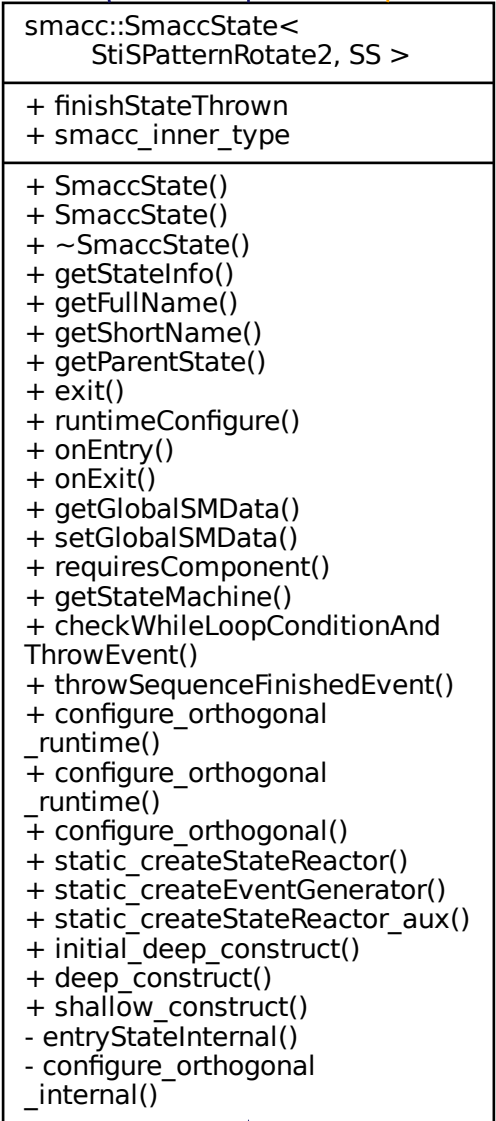 smacc::SmaccState<
StiSPatternRotate2, SS >
+ finishStateThrown
+ smacc_inner_type
+ SmaccState()
+ SmaccState()
+ ~SmaccState()
+ getStateInfo()
+ getFullName()
+ getShortName()
+ getParentState()
+ exit()
+ runtimeConfigure()
+ onEntry()
+ onExit()
+ getGlobalSMData()
+ setGlobalSMData()
+ requiresComponent()
+ getStateMachine()
+ checkWhileLoopConditionAnd
ThrowEvent()
+ throwSequenceFinishedEvent()
+ configure_orthogonal
_runtime()
+ configure_orthogonal
_runtime()
+ configure_orthogonal()
+ static_createStateReactor()
+ static_createEventGenerator()
+ static_createStateReactor_aux()
+ initial_deep_construct()
+ deep_construct()
+ shallow_construct()
- entryStateInternal()
- configure_orthogonal
_internal()